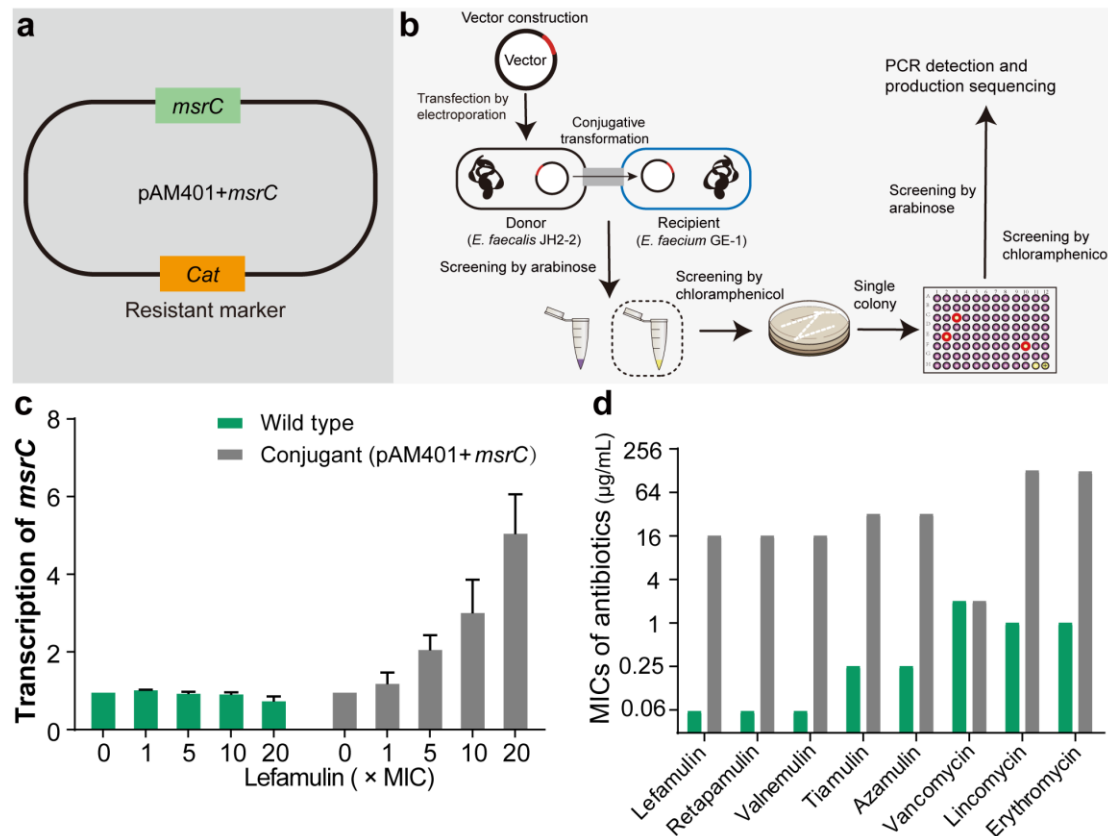 a
msrC
pAM401+msrC
Cat
Resistant marker
b
Vector construction
Vector
Transfection by
electroporation
Conjugative
transformation
Donor
(E. faecalis JH2-2)
Recipient
(E. faecium GE-1)
Screening by arabinose
Screening by
chloramphenicol
Single
colony
PCR detection and
production sequencing
Screening by
arabinose
Screening by
chloramphenico
c
Wild type
Conjugant (pAM401+msrC)
Transcription of msrC
8
6
4
2
0
0 1 5 10 20 0 1 5 10 20
Lefamulin ( × MIC)
d
MICs of antibiotics (μg/mL)
256
64
16
4
1
0.25
0.06
Lefamulin
Retapamulin
Valnemulin
Tiamulin
Azamulin
Vancomycin
Lincomycin
Erythromycin